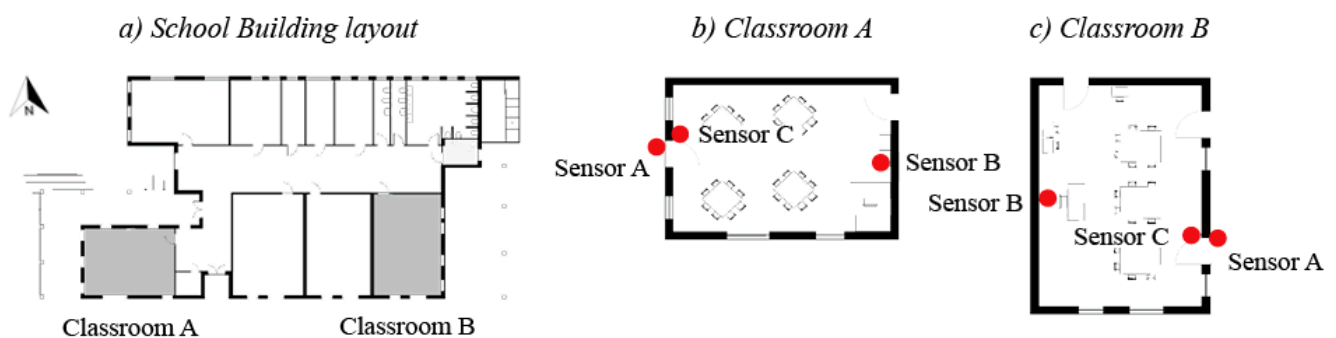 a) School Building layout
b) Classroom A
c) Classroom B
N
Classroom A
Classroom B
Sensor C
Sensor A
Sensor B
Sensor B
Sensor C
Sensor A